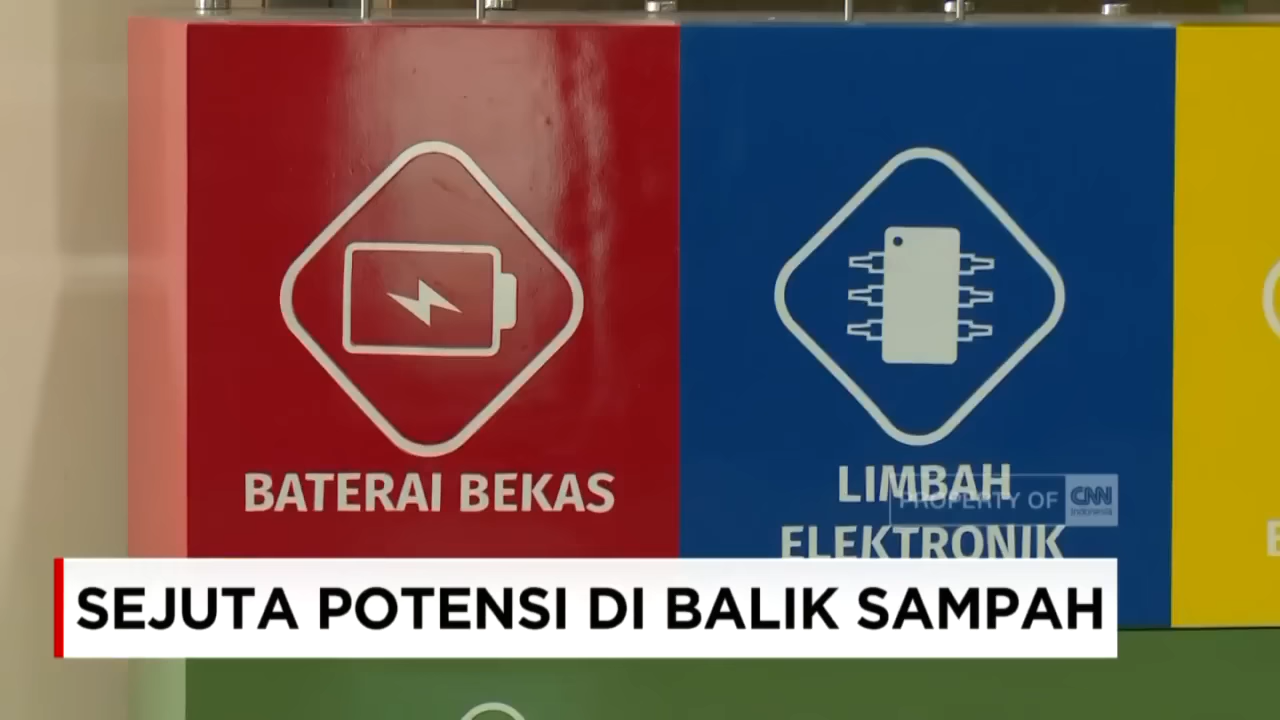 BATERAI BEKAS
LIMBAH
ELEKTRONIK
PROPERTY OF CNN
Indonesia
SEJUTA POTENSI DI BALIK SAMPAH